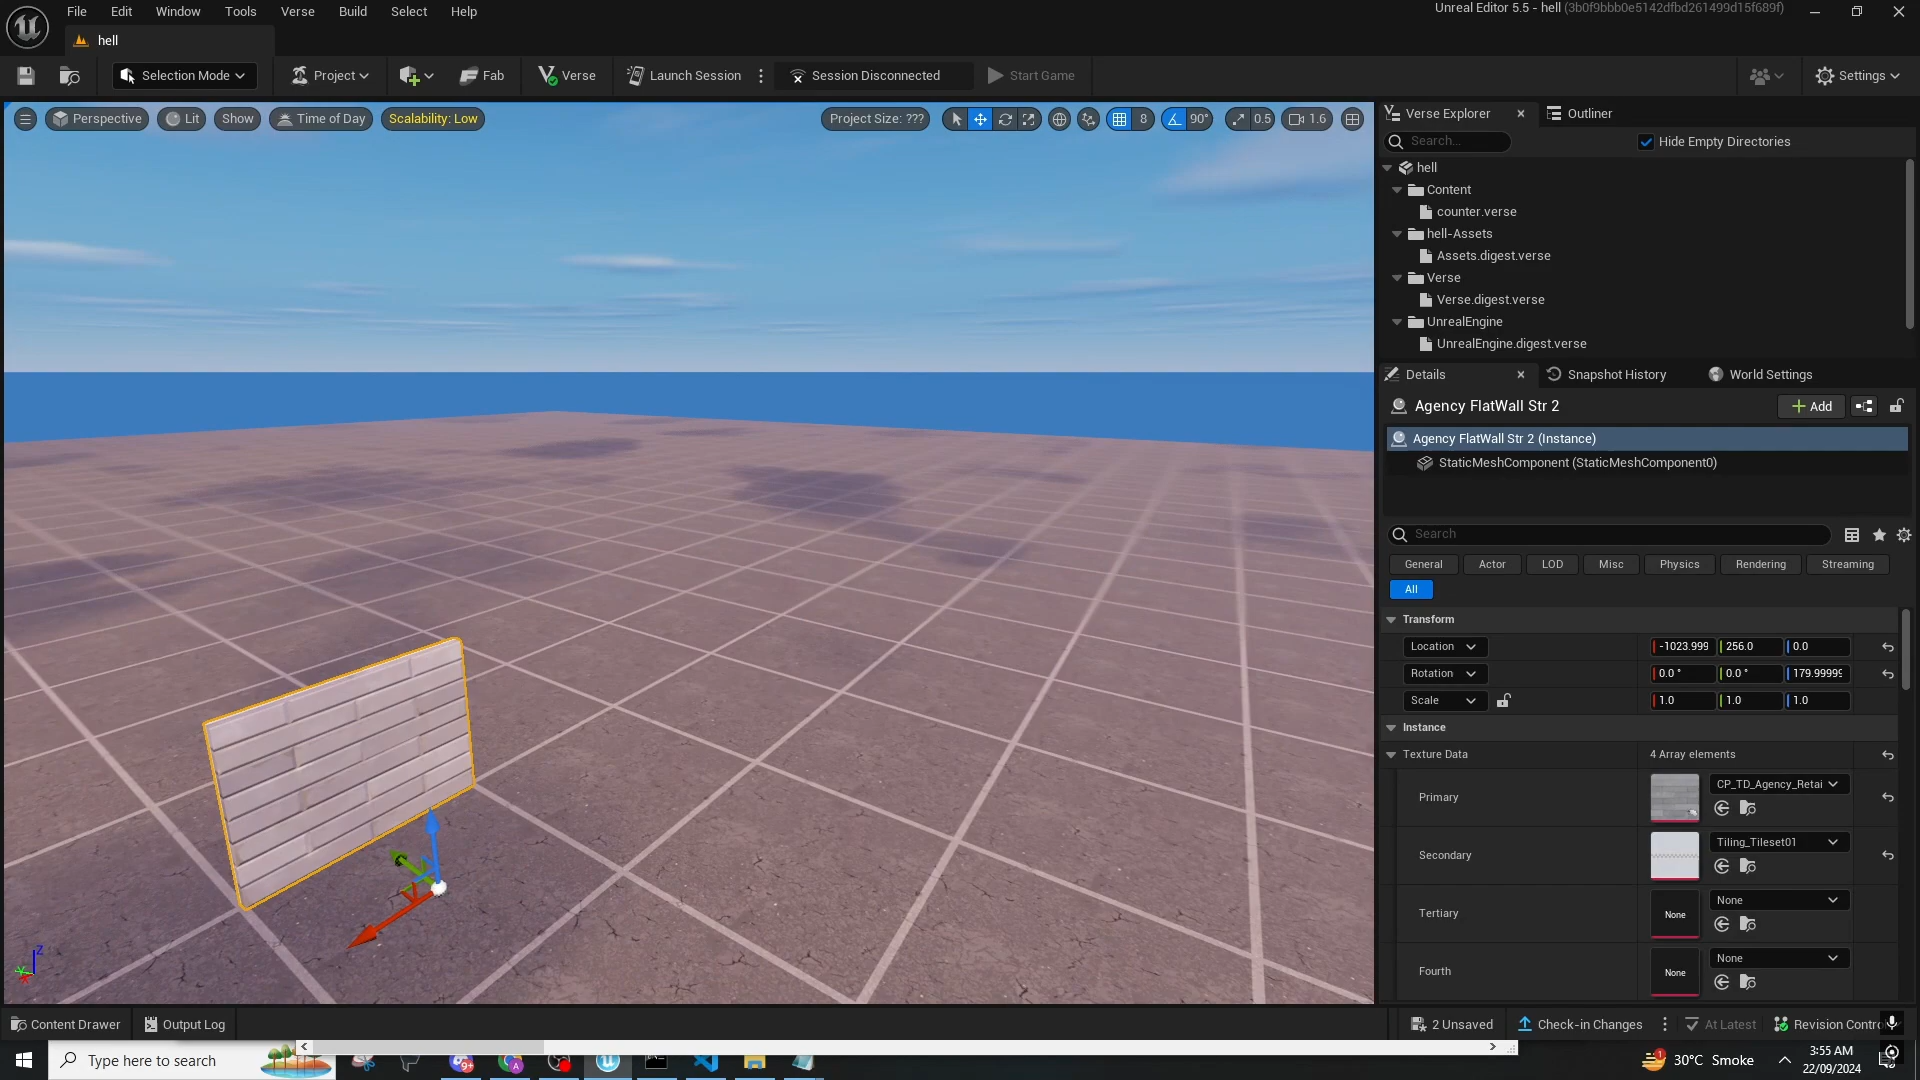 File Edit Window Tools Verse Build Select Help
Unreal Editor 5.5 - hell (3b0f9bbb0e5142dfbd261499d15f689f)
hell
Selection Mode Project Fab Verse Launch Session Session Disconnected Start Game Settings
Perspective Lit Show Time of Day Scalability: Low Project Size: ??? 8 90° 0.5 1.6
Verse Explorer Outliner
Search... Hide Empty Directories
hell
Content
counter.verse
hell-Assets
Assets.digest.verse
Verse
Verse.digest.verse
UnrealEngine
UnrealEngine.digest.verse
Details Snapshot History World Settings
Agency FlatWall Str 2 Add
Agency FlatWall Str 2 (Instance)
StaticMeshComponent (StaticMeshComponent0)
Search
General Actor LOD Misc Physics Rendering Streaming
All
Transform
Location -1023.999 256.0 0.0
Rotation 0.0 ° 0.0 ° 179.99999
Scale 1.0 1.0 1.0
Instance
Texture Data 4 Array elements
Primary CP_TD_Agency_Retai
Secondary Tiling_Tileset01
Tertiary None None
Fourth None None
Z
Content Drawer Output Log 2 Unsaved Check-in Changes At Latest Revision Contro
Type here to search 9+ A 1 30°C Smoke 3:55 AM
22/09/2024